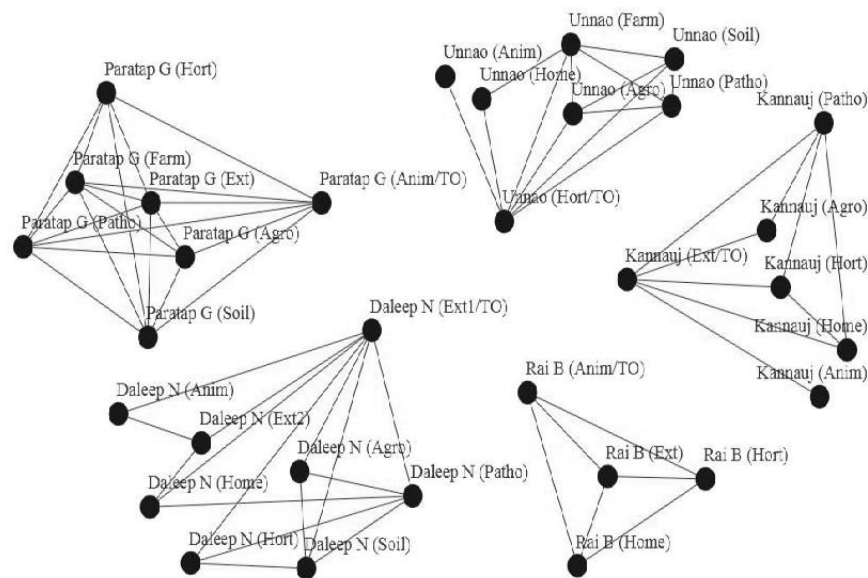 Paratap G (Hort)
Paratap G (Farm)
Paratap G (Ext)
Paratap G (Anim/TO)
Paratap G (Patho)
Paratap G (Agro)
Paratap G (Soil)
Unnao (Farm)
Unnao (Anim)
Unnao (Soil)
Unnao (Home)
Unnao (Agro)
Unnao (Patho)
Unnao (Hort/TO)
Kannauj (Patho)
Kannauj (Agro)
Kannauj (Ext/TO)
Kannauj (Hort)
Kannauj (Home)
Kannauj (Anim)
Daleep N (Ext1/TO)
Daleep N (Anim)
Daleep N (Ext2)
Daleep N (Agro)
Daleep N (Patho)
Daleep N (Home)
Daleep N (Hort)
Daleep N (Soil)
Rai B (Anim/TO)
Rai B (Ext)
Rai B (Hort)
Rai B (Home)